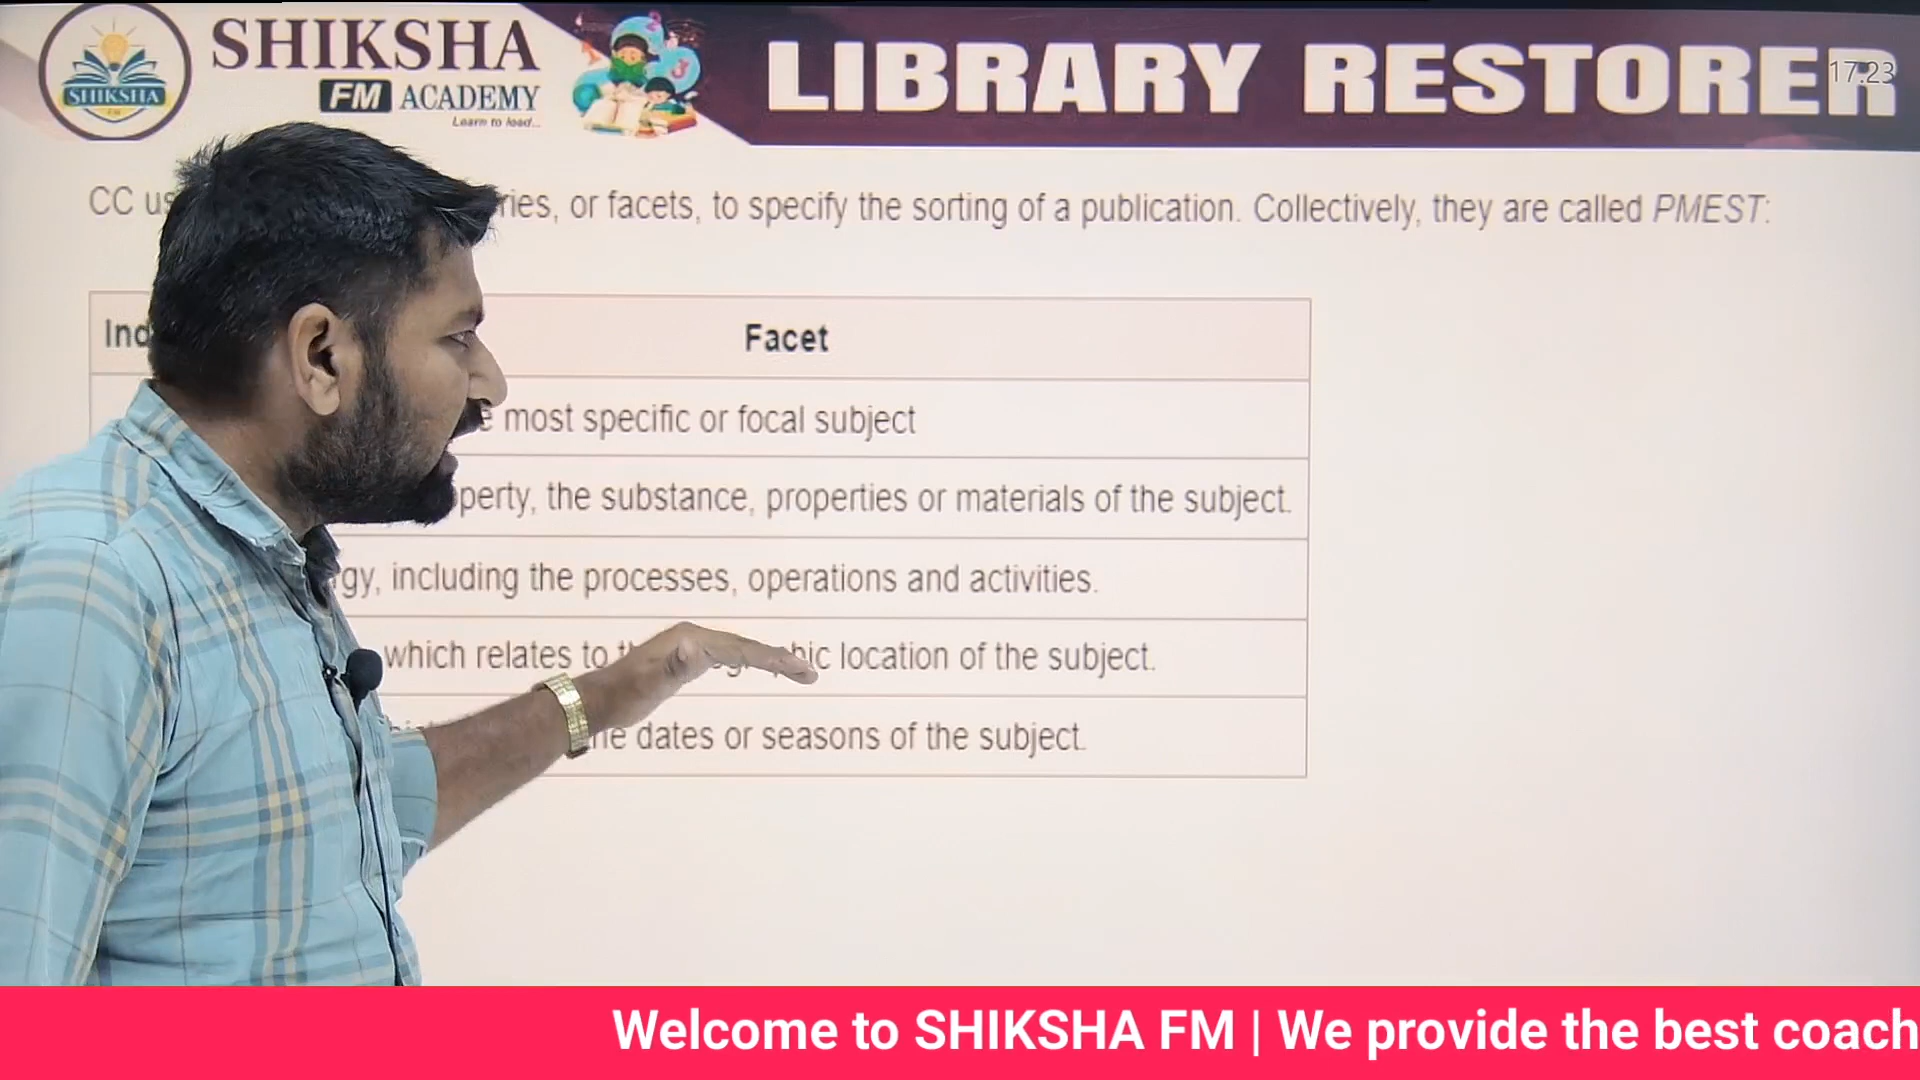 SHIKSHA
FM ACADEMY
Learn to lead...
SHIKSHA
FM
LIBRARY RESTORER
17:23
CC us ries, or facets, to specify the sorting of a publication. Collectively, they are called PMEST:
Ind Facet
e most specific or focal subject
perty, the substance, properties or materials of the subject.
rgy, including the processes, operations and activities.
which relates to location of the subject.
he dates or seasons of the subject.
Welcome to SHIKSHA FM | We provide the best coach